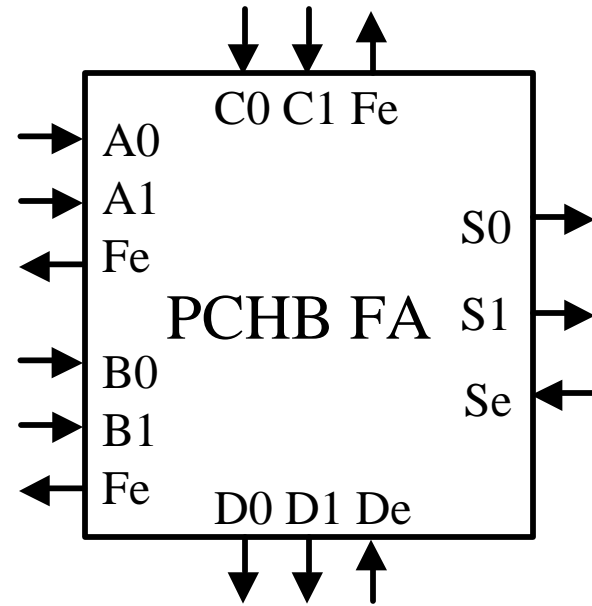 C0 C1 Fe
A0
A1
Fe
S0
PCHB FA
S1
B0
Se
B1
Fe
D0 D1 De